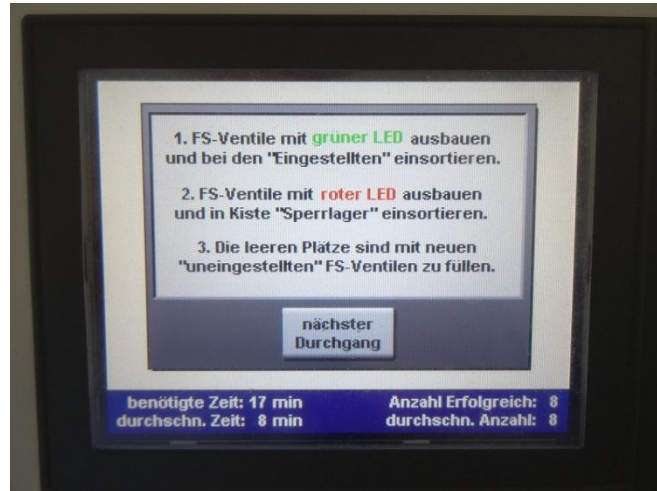 1. FS-Ventile mit grüner LED ausbauen
und bei den "Eingestellten" einsortieren.
2. FS-Ventile mit roter LED ausbauen
und in Kiste "Sperrlager" einsortieren.
3. Die leeren Plätze sind mit neuen
"uneingestellten" FS-Ventilen zu füllen.
nächster
Durchgang
benötigte Zeit: 17 min Anzahl Erfolgreich: 8
durchschn. Zeit: 8 min durchschn. Anzahl: 8